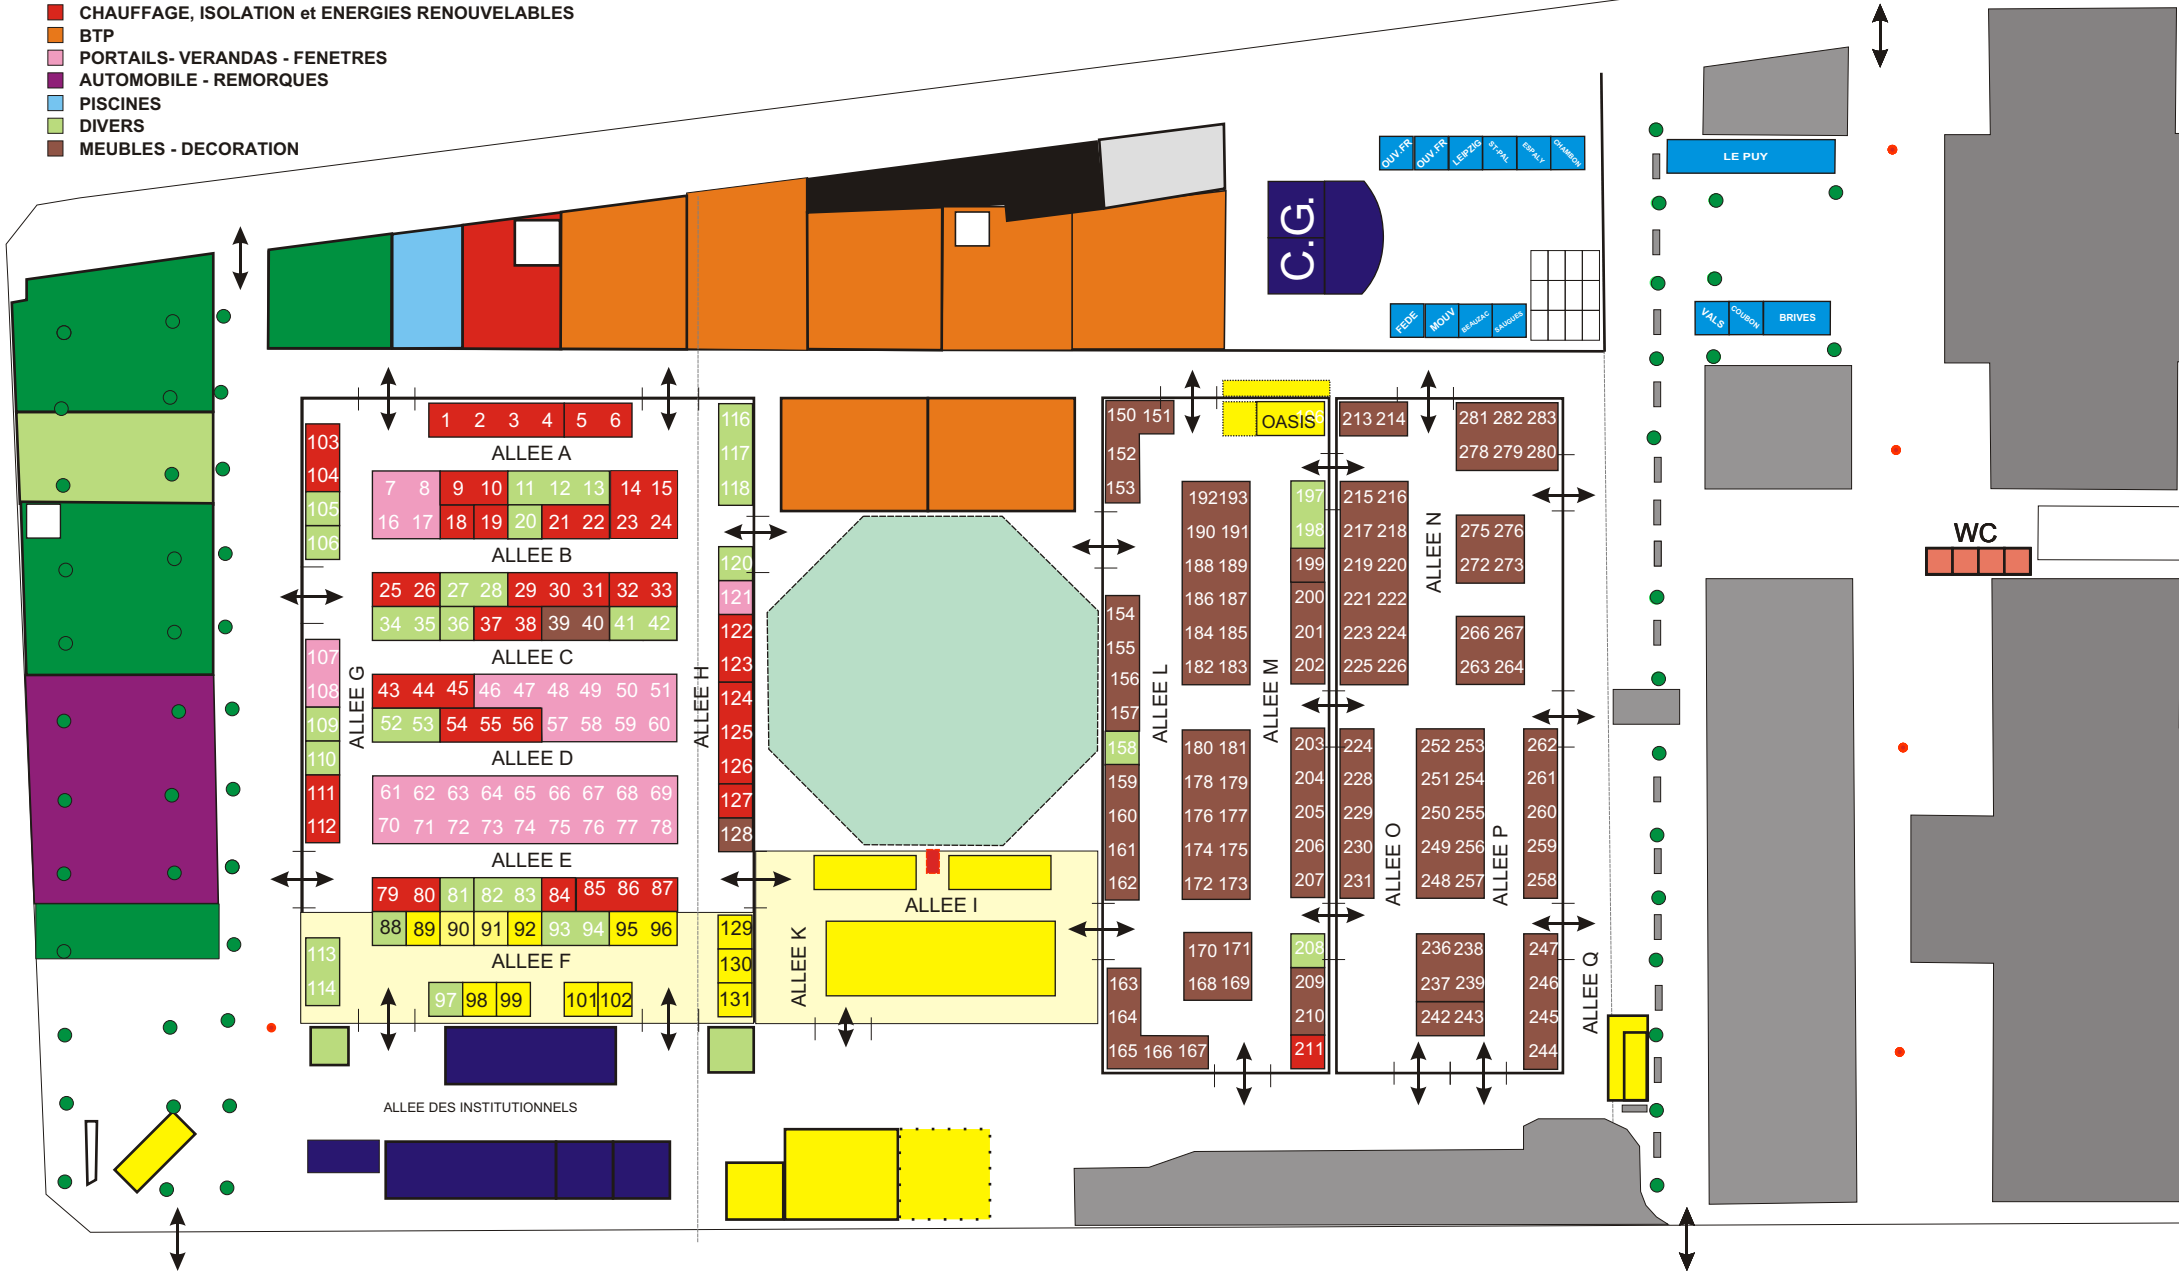 CHAUFFAGE, ISOLATION et ENERGIES RENOUVELABLES
BTP
PORTAILS- VERANDAS - FENETRES
AUTOMOBILE - REMORQUES
PISCINES
DIVERS
MEUBLES - DECORATION
OUV.FR OUV.FR LEIPZIG ST-PAL ESPALY CHAMBON
LE PUY
C.G.
FEDE MOUV BEAUZAC SAUGUES
VALS COUBON BRIVES
WC
1 2 3 4 5 6
ALLEE A
7 8 9 10 11 12 13 14 15
16 17 18 19 20 21 22 23 24
ALLEE B
25 26 27 28 29 30 31 32 33
34 35 36 37 38 39 40 41 42
ALLEE C
43 44 45 46 47 48 49 50 51
52 53 54 55 56 57 58 59 60
ALLEE D
61 62 63 64 65 66 67 68 69
70 71 72 73 74 75 76 77 78
ALLEE E
79 80 81 82 83 84 85 86 87
88 89 90 91 92 93 94 95 96
ALLEE F
97 98 99 101 102
103
104
105
106
107
108
109
110
111
112
113
114
ALLEE G
ALLEE H
116
117
118
120
121
122
123
124
125
126
127
128
129
130
131
ALLEE I
ALLEE K
ALLEE DES INSTITUTIONNELS
150 151
152
153
154
155
156
157
158
159
160
161
162
163
164
165 166 167
ALLEE L
192 193
190 191
188 189
186 187
184 185
182 183
180 181
178 179
176 177
174 175
172 173
170 171
168 169
ALLEE M
OASIS
197
198
199
200
201
202
203
204
205
206
207
208
209
210
211
213 214
215 216
217 218
219 220
221 222
223 224
225 226
224
228
229
230
231
ALLEE N
ALLEE O
281 282 283
278 279 280
275 276
272 273
266 267
263 264
252 253
251 254
250 255
249 256
248 257
236 238
237 239
242 243
ALLEE P
262
261
260
259
258
247
246
245
244
ALLEE Q